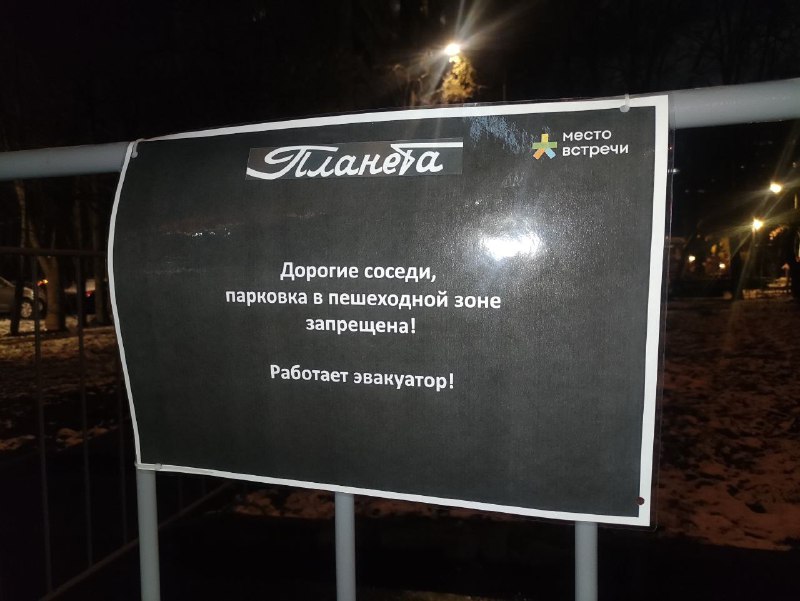 Планета
место
встречи
Дорогие соседи,
парковка в пешеходной зоне
запрещена!
Работает эвакуатор!